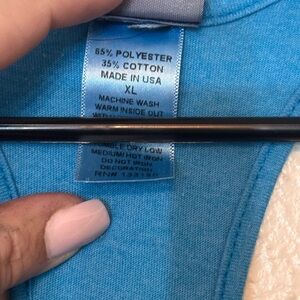 65% POLYESTER
35% COTTON
MADE IN USA
XL
MACHINE WASH
WARM INSIDE OUT
TUMBLE DRY LOW
MEDIUM HOT IRON
DO NOT IRON
DECORATION